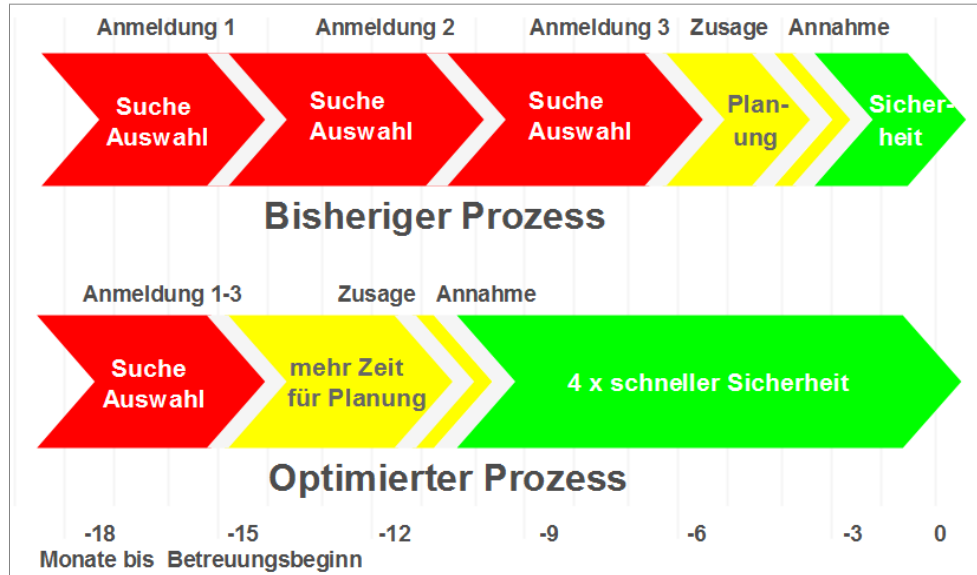 Anmeldung 1 Anmeldung 2 Anmeldung 3 Zusage Annahme
Suche
Auswahl
Suche
Auswahl
Suche
Auswahl
Plan-
ung
Sicher-
heit
Bisheriger Prozess
Anmeldung 1-3 Zusage Annahme
Suche
Auswahl
mehr Zeit
für Planung
4 x schneller Sicherheit
Optimierter Prozess
-18 -15 -12 -9 -6 -3 0
Monate bis Betreuungsbeginn